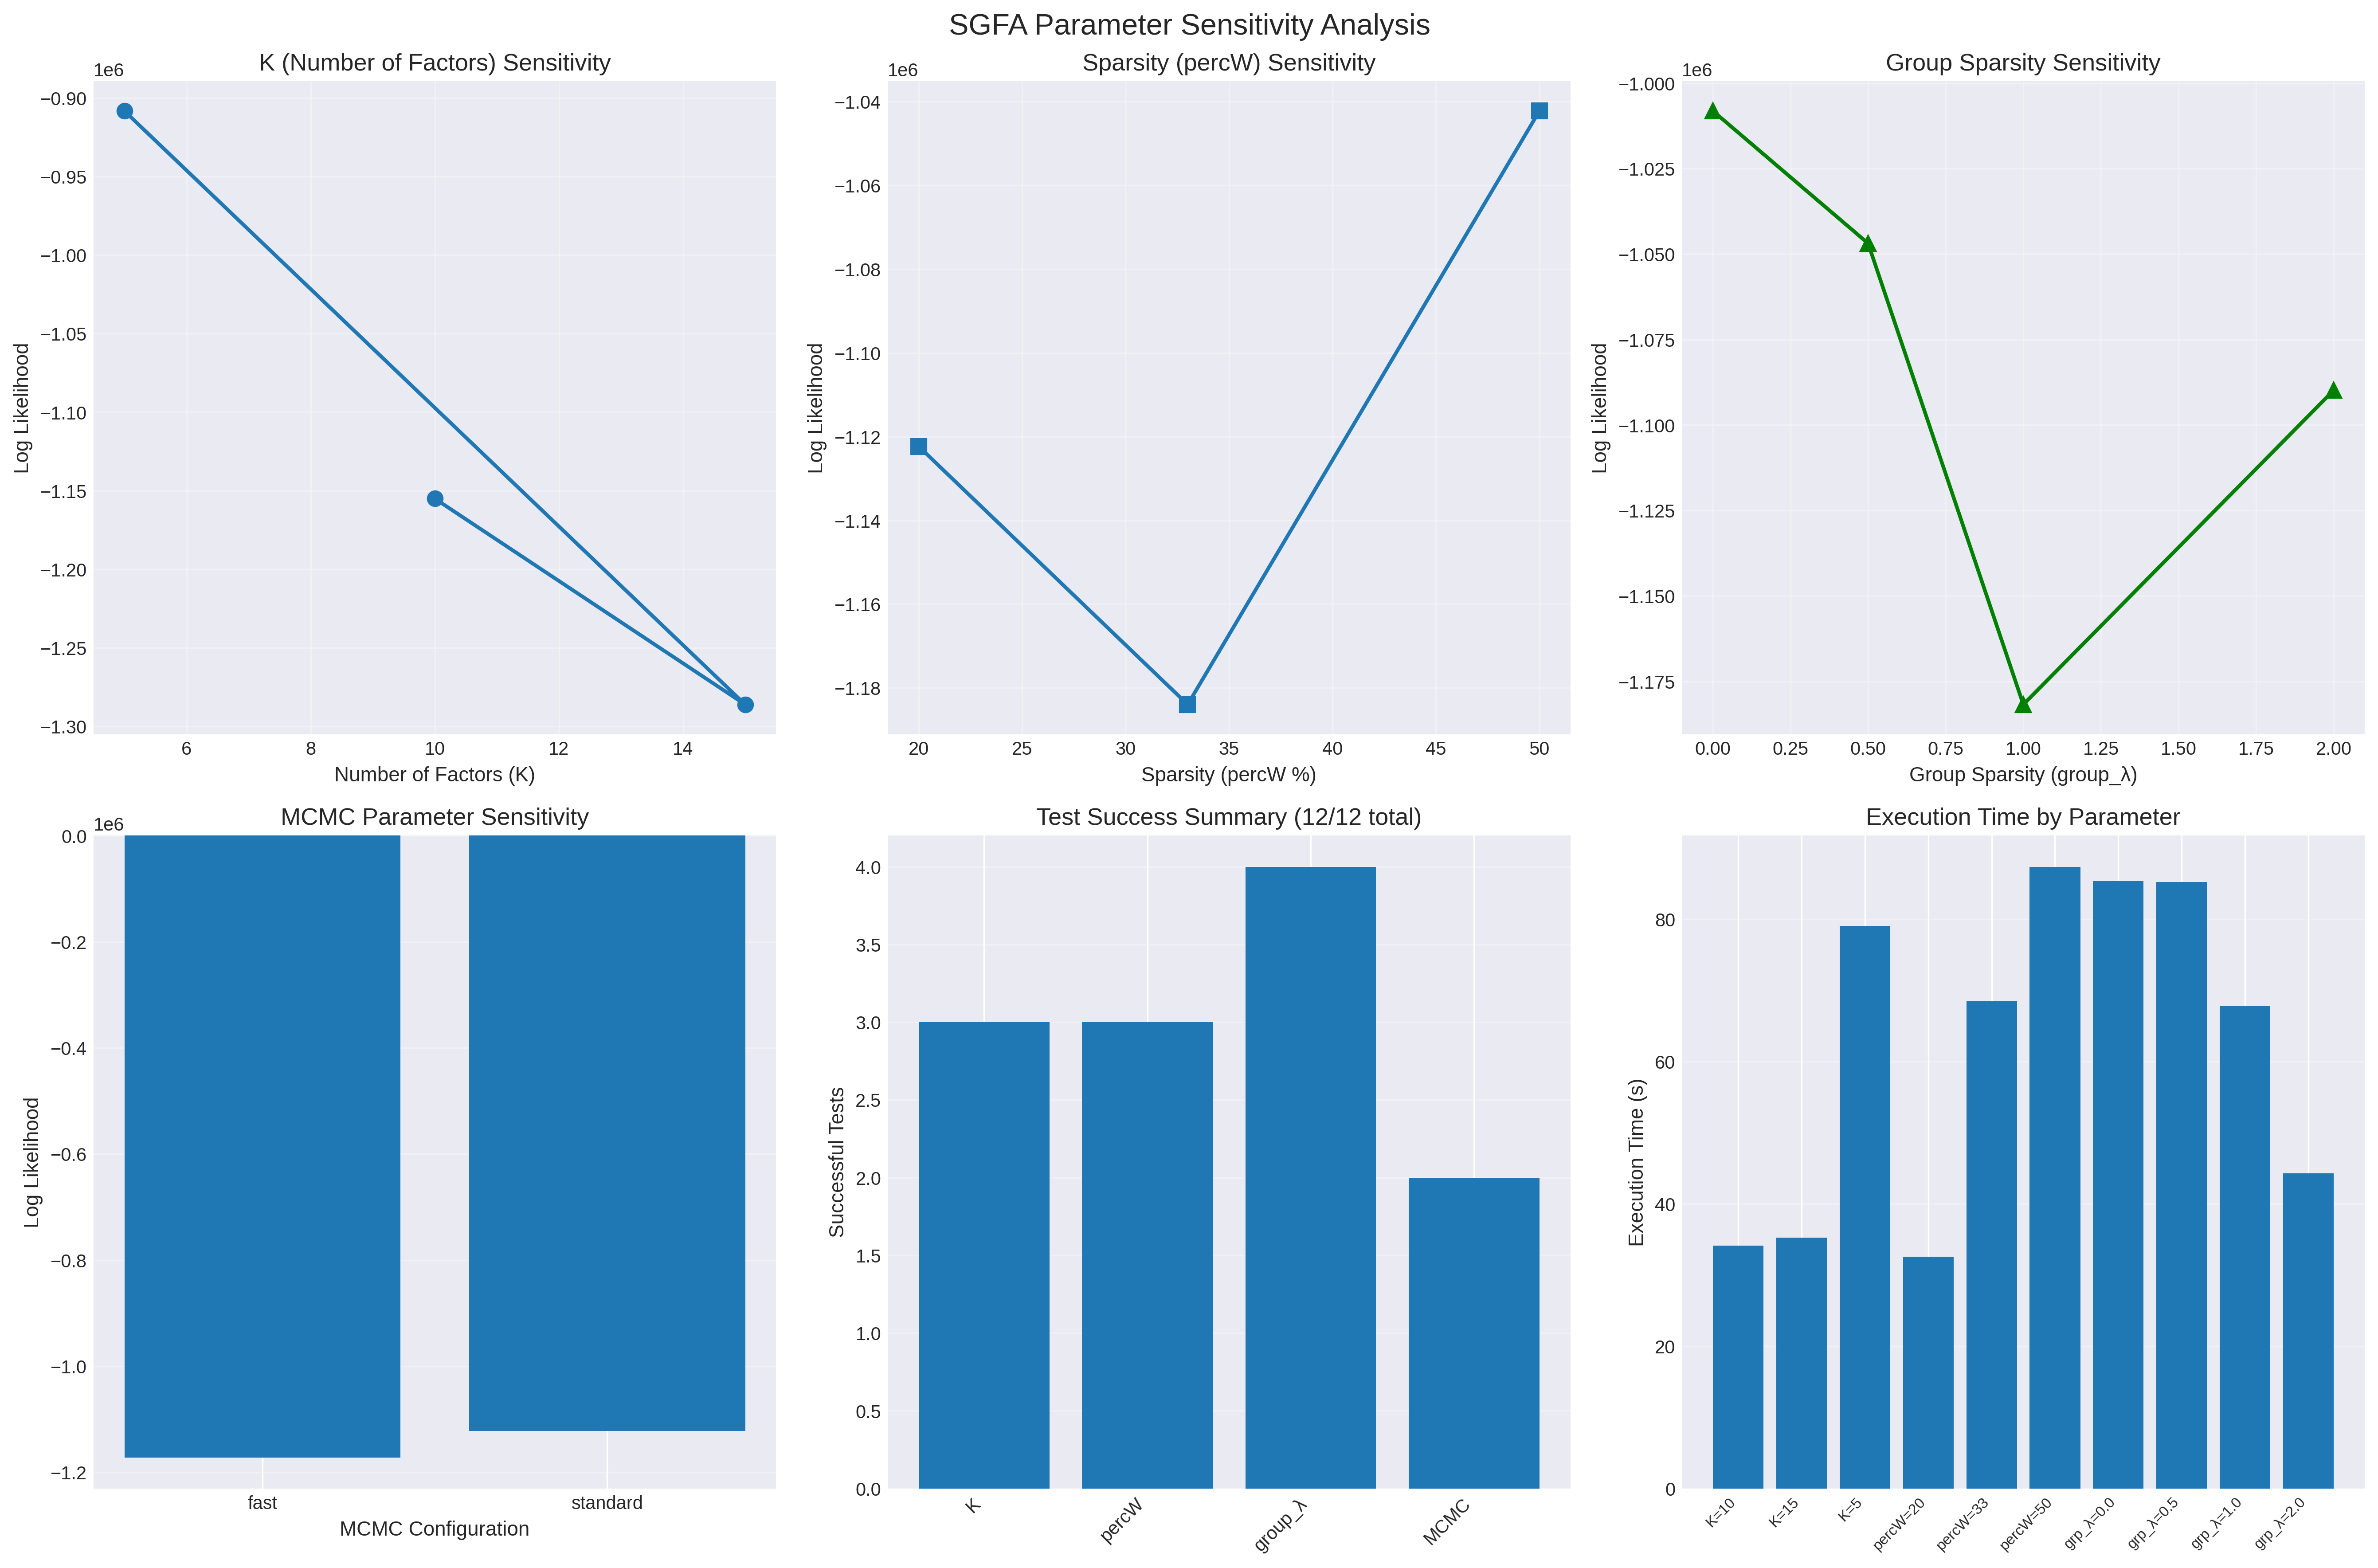 SGFA Parameter Sensitivity Analysis
K (Number of Factors) Sensitivity
1e6
−0.90
−0.95
−1.00
−1.05
−1.10
−1.15
−1.20
−1.25
−1.30
Log Likelihood
6 8 10 12 14
Number of Factors (K)
Sparsity (percW) Sensitivity
1e6
−1.04
−1.06
−1.08
−1.10
−1.12
−1.14
−1.16
−1.18
Log Likelihood
20 25 30 35 40 45 50
Sparsity (percW %)
Group Sparsity Sensitivity
1e6
−1.000
−1.025
−1.050
−1.075
−1.100
−1.125
−1.150
−1.175
Log Likelihood
0.00 0.25 0.50 0.75 1.00 1.25 1.50 1.75 2.00
Group Sparsity (group_λ)
MCMC Parameter Sensitivity
1e6
0.0
−0.2
−0.4
−0.6
−0.8
−1.0
−1.2
Log Likelihood
fast standard
MCMC Configuration
Test Success Summary (12/12 total)
4.0
3.5
3.0
2.5
2.0
1.5
1.0
0.5
0.0
Successful Tests
K percW group_λ MCMC
Execution Time by Parameter
80
60
40
20
0
Execution Time (s)
K=10 K=15 K=5 percW=20 percW=33 percW=50 grp_λ=0.0 grp_λ=0.5 grp_λ=1.0 grp_λ=2.0